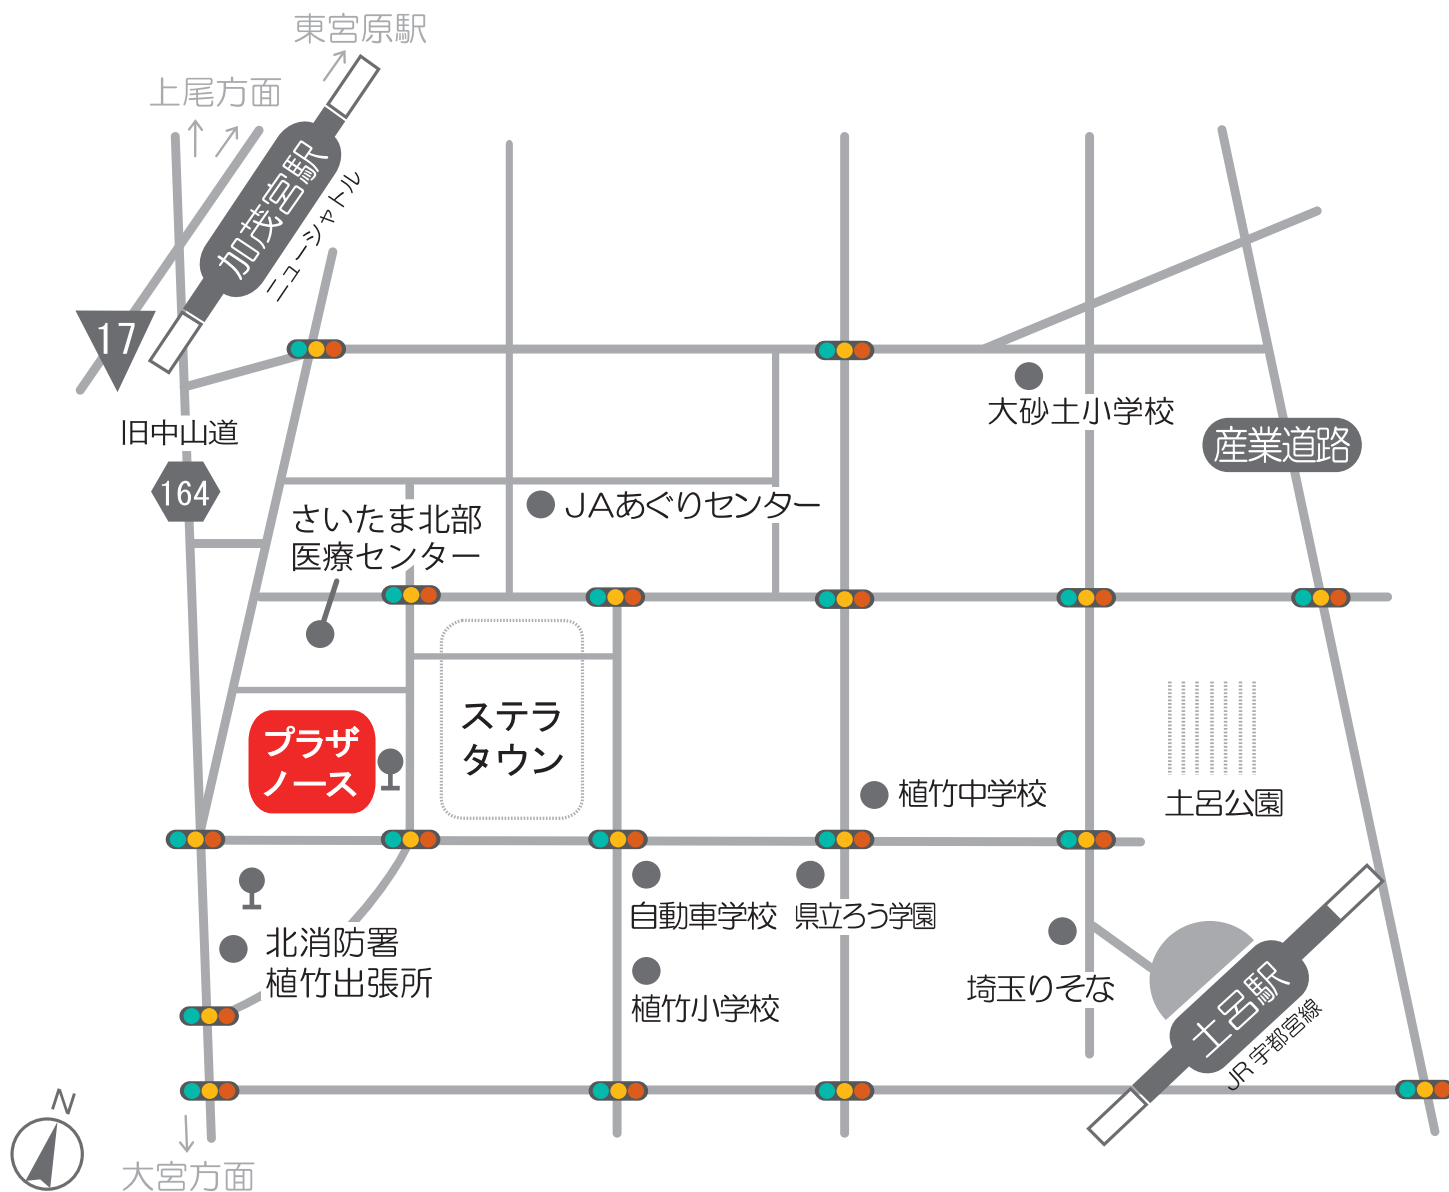 東宮原駅
上尾方面
加茂宮駅
ニューシャトル
17
旧中山道
164
大砂土小学校
産業道路
JAあぐりセンター
さいたま北部
医療センター
ステラ
タウン
プラザ
ノース
植竹中学校
土呂公園
自動車学校
県立ろう学園
北消防署
植竹出張所
植竹小学校
埼玉りそな
土呂駅
JR宇都宮線
N
大宮方面